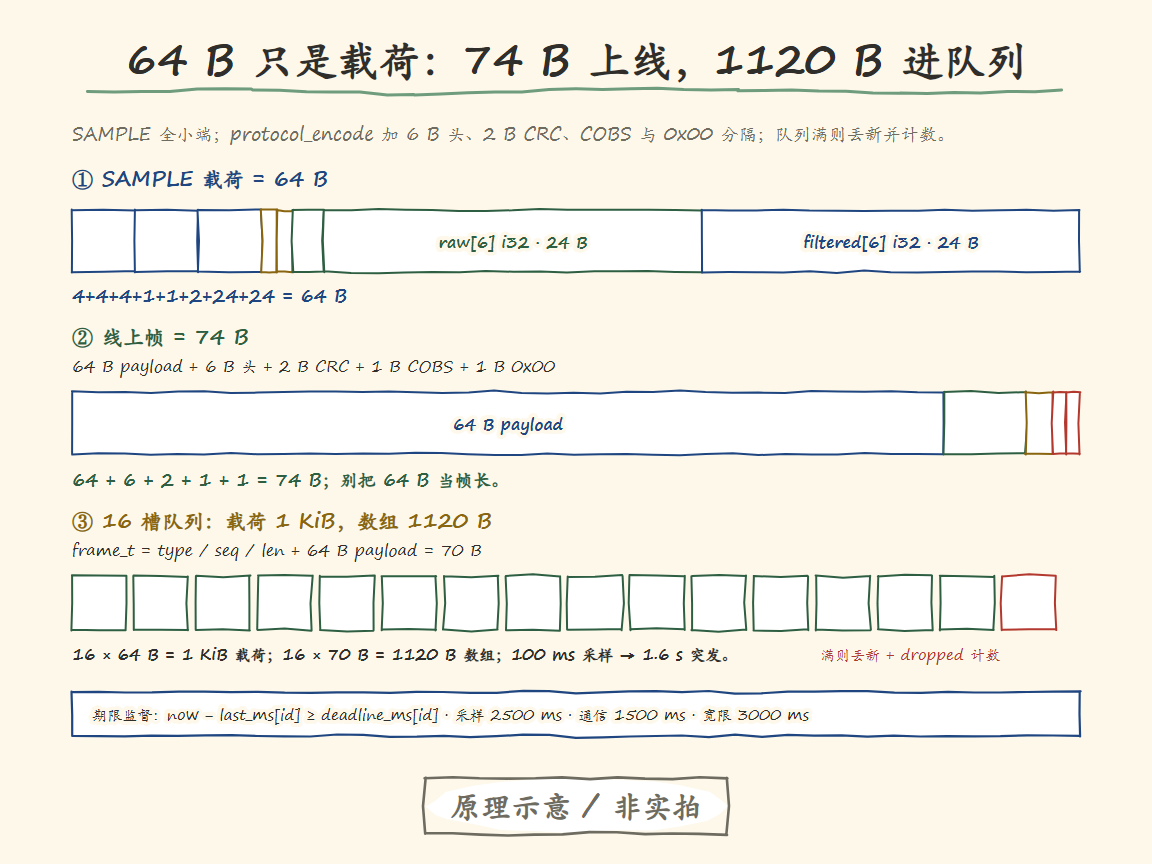 64 B 只是载荷：74 B 上线，1120 B 进队列
SAMPLE 全小端；protocol_encode 加 6 B 头、2 B CRC、COBS 与 0x00 分隔；队列满则丢新并计数。
① SAMPLE 载荷 = 64 B
raw[6] i32 · 24 B
filtered[6] i32 · 24 B
4+4+4+1+1+2+24+24 = 64 B
② 线上帧 = 74 B
64 B payload + 6 B 头 + 2 B CRC + 1 B COBS + 1 B 0x00
64 B payload
64 + 6 + 2 + 1 + 1 = 74 B；别把 64 B 当帧长。
③ 16 槽队列：载荷 1 KiB，数组 1120 B
frame_t = type / seq / len + 64 B payload = 70 B
16 × 64 B = 1 KiB 载荷；16 × 70 B = 1120 B 数组；100 ms 采样 → 1.6 s 突发。
满则丢新 + dropped 计数
期限监督：now − last_ms[id] ≥ deadline_ms[id] · 采样 2500 ms · 通信 1500 ms · 宽限 3000 ms
原理示意 / 非实拍